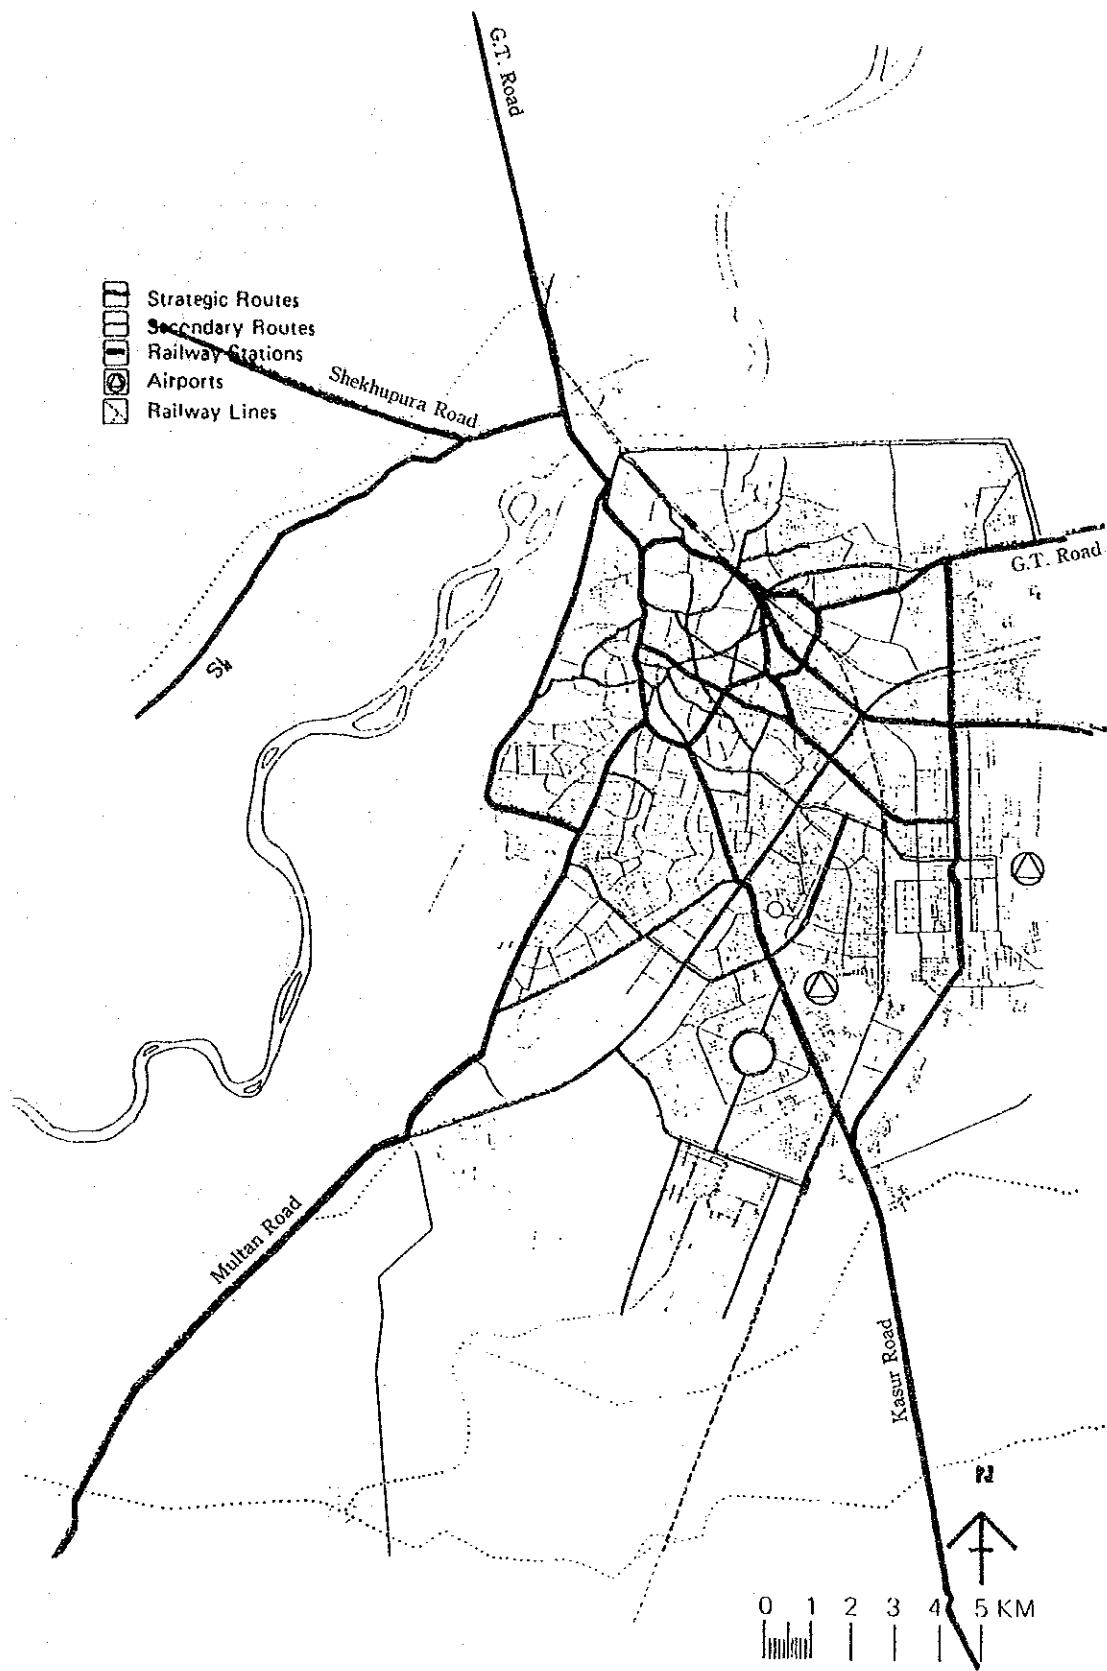 G.T. Road
Strategic Routes
Secondary Routes
Railway Stations
Airports
Railway Lines
Shekhupura Road
G.T. Road
Multan Road
Kasur Road
N
0 1 2 3 4 5 KM